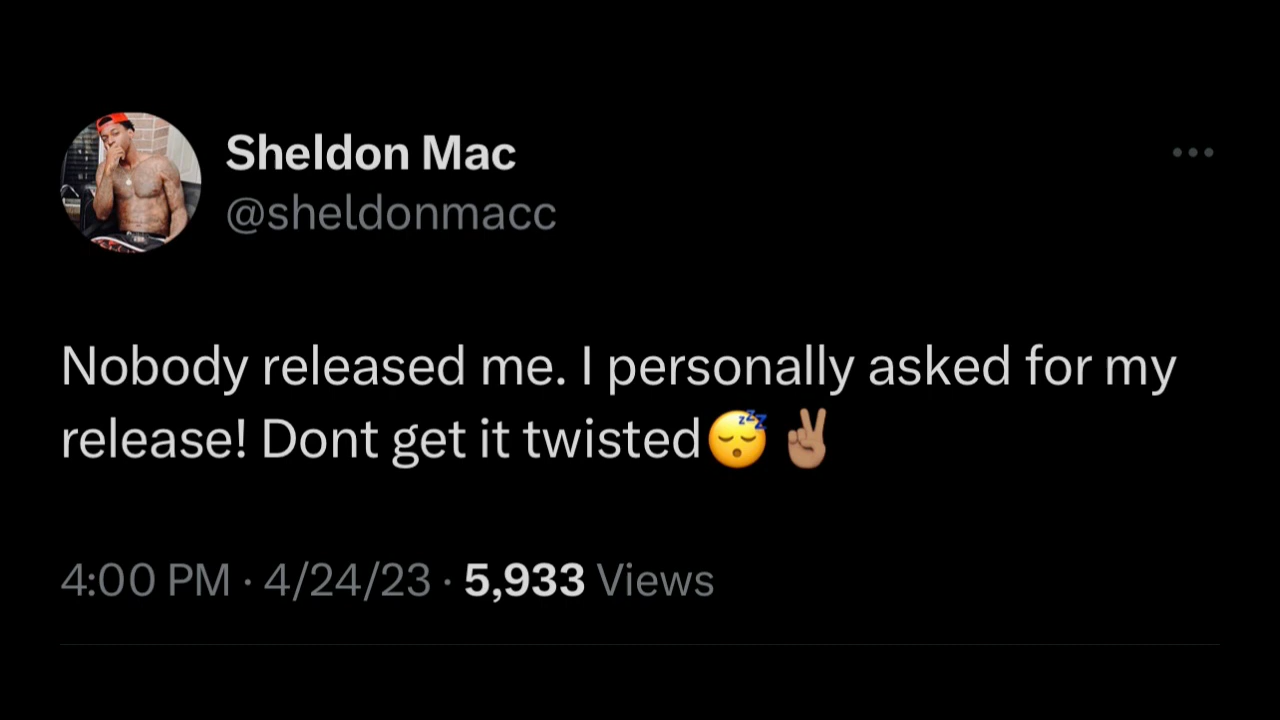 Sheldon Mac
@sheldonmacc
Nobody released me. I personally asked for my
release! Dont get it twisted😴✌🏽
4:00 PM · 4/24/23 · 5,933 Views